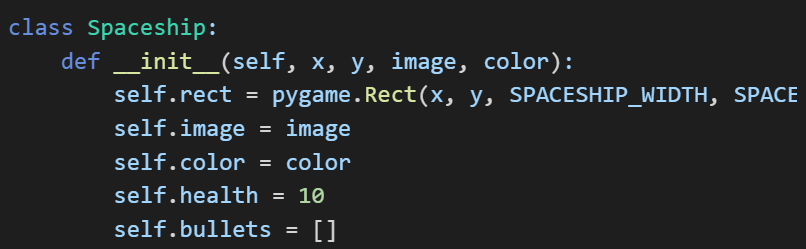 class Spaceship:
    def __init__(self, x, y, image, color):
        self.rect = pygame.Rect(x, y, SPACESHIP_WIDTH, SPACE
        self.image = image
        self.color = color
        self.health = 10
        self.bullets = []